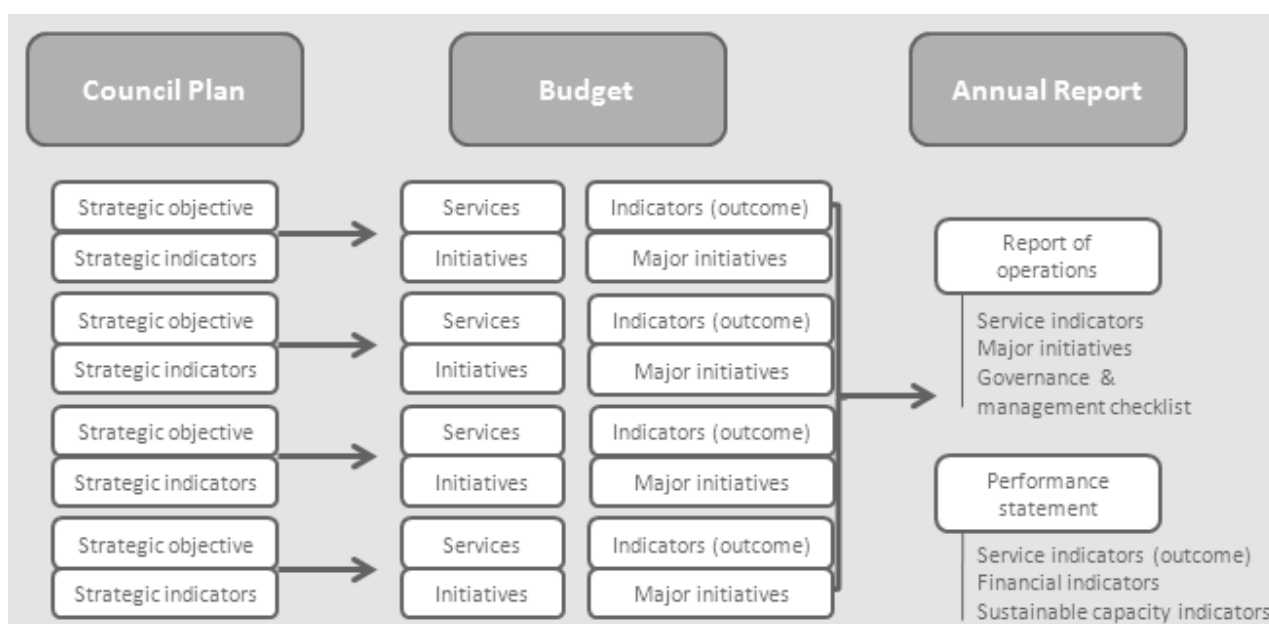 Council Plan
Budget
Annual Report
Strategic objective
Strategic indicators
Services
Initiatives
Indicators (outcome)
Major initiatives
Strategic objective
Strategic indicators
Services
Initiatives
Indicators (outcome)
Major initiatives
Strategic objective
Strategic indicators
Services
Initiatives
Indicators (outcome)
Major initiatives
Strategic objective
Strategic indicators
Services
Initiatives
Indicators (outcome)
Major initiatives
Report of
operations
Service indicators
Major initiatives
Governance &
management checklist
Performance
statement
Service indicators (outcome)
Financial indicators
Sustainable capacity indicators